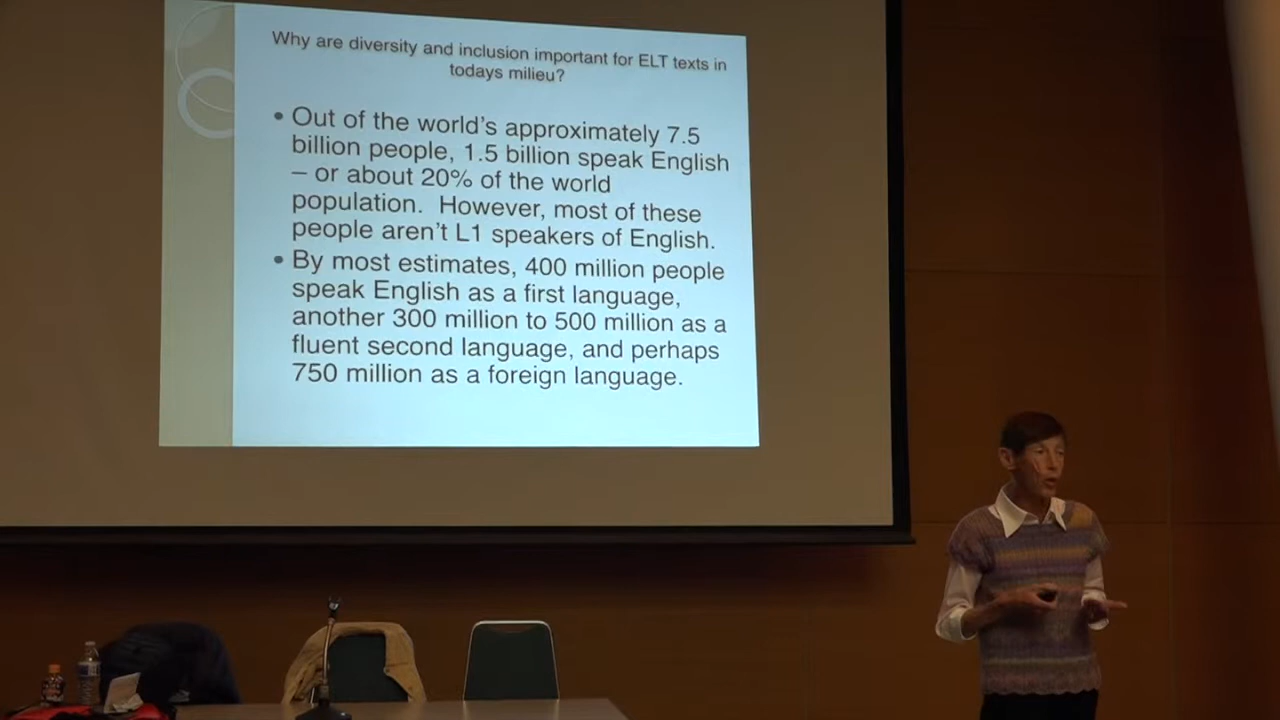 Why are diversity and inclusion important for ELT texts in
todays milieu?
• Out of the world's approximately 7.5
billion people, 1.5 billion speak English
– or about 20% of the world
population. However, most of these
people aren't L1 speakers of English.
• By most estimates, 400 million people
speak English as a first language,
another 300 million to 500 million as a
fluent second language, and perhaps
750 million as a foreign language.